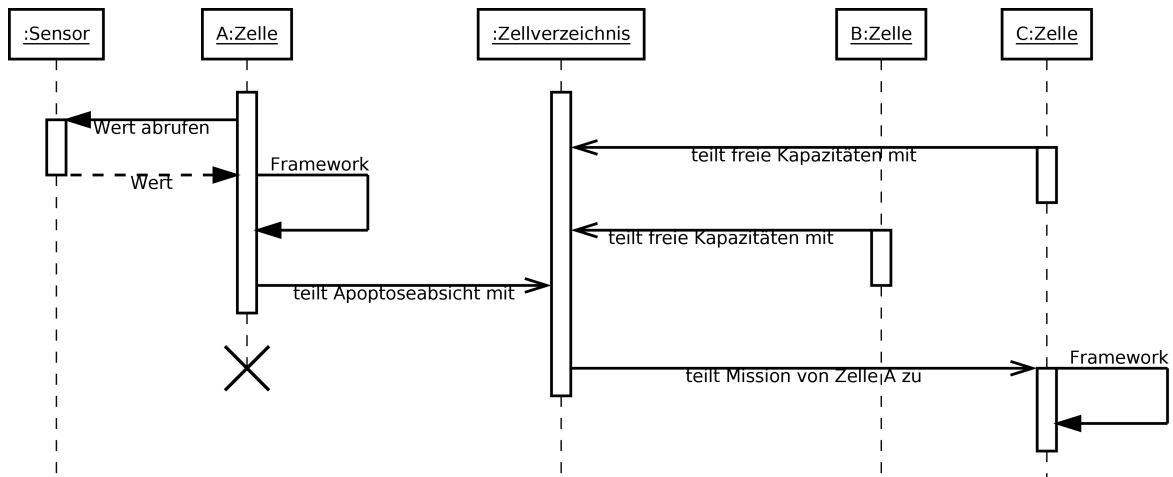 :Sensor
A:Zelle
:Zellverzeichnis
B:Zelle
C:Zelle
Wert abrufen
teilt freie Kapazitäten mit
Framework
Wert
teilt freie Kapazitäten mit
teilt Apoptoseabsicht mit
Framework
teilt Mission von Zelle A zu